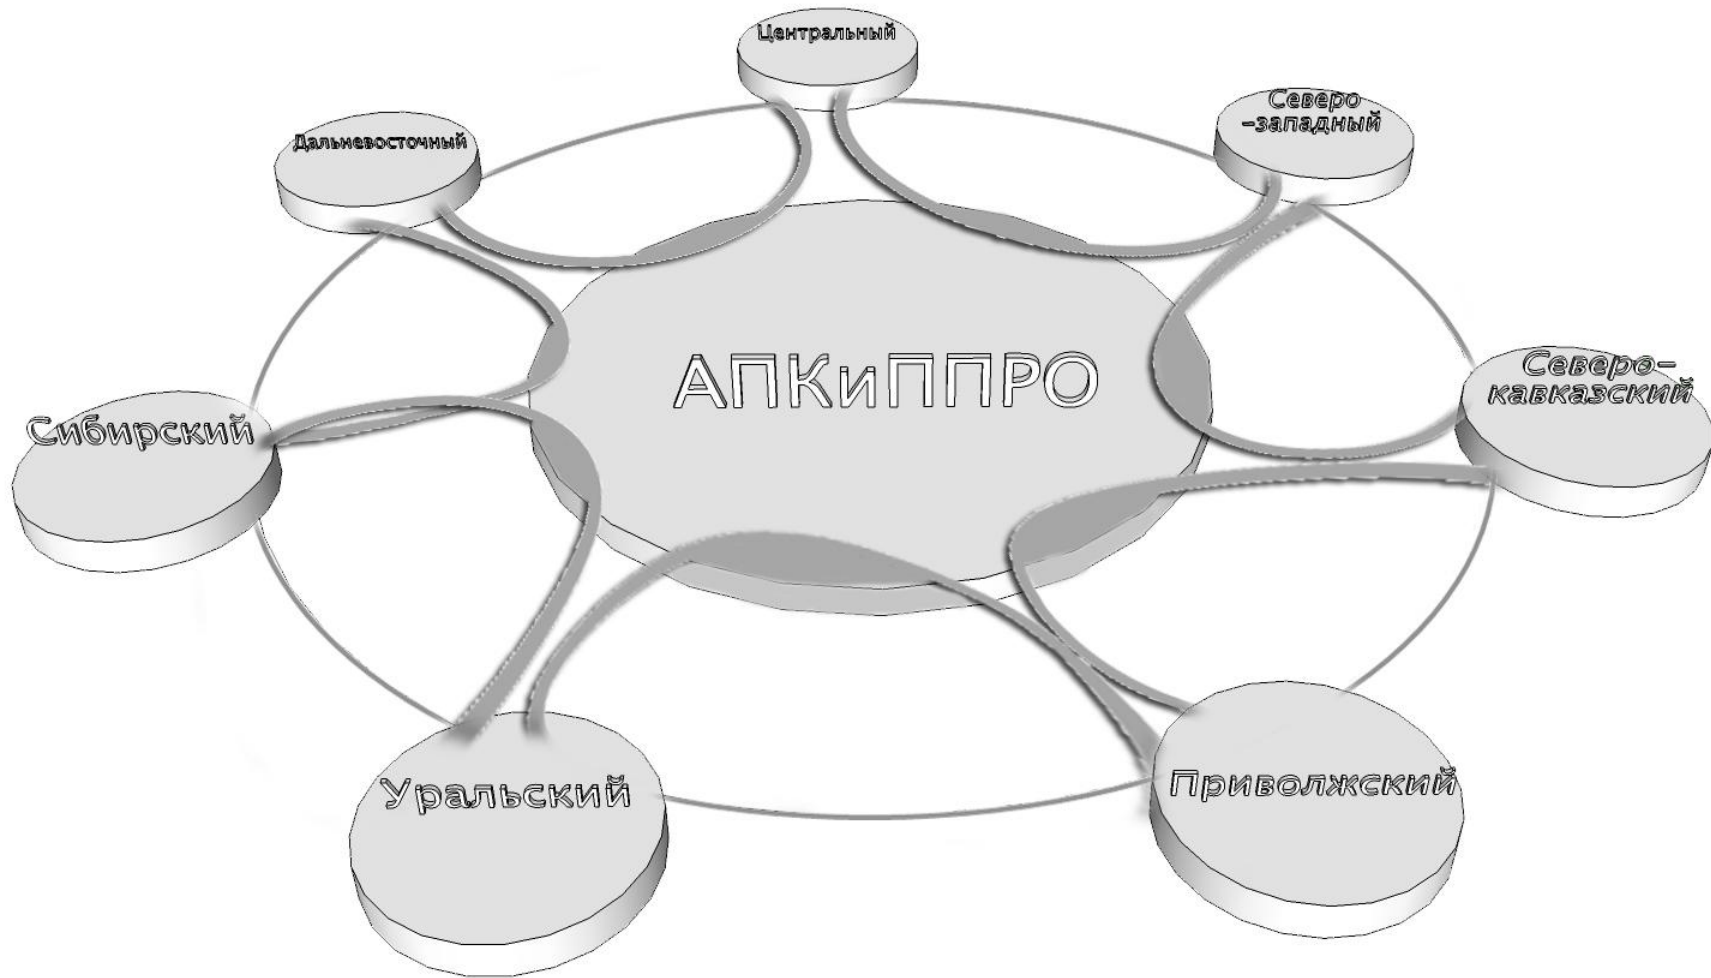 Центральный
Северо
-западный
Дальневосточный
АПКиППРО
Северо-
кавказский
Сибирский
Уральский
Приволжский